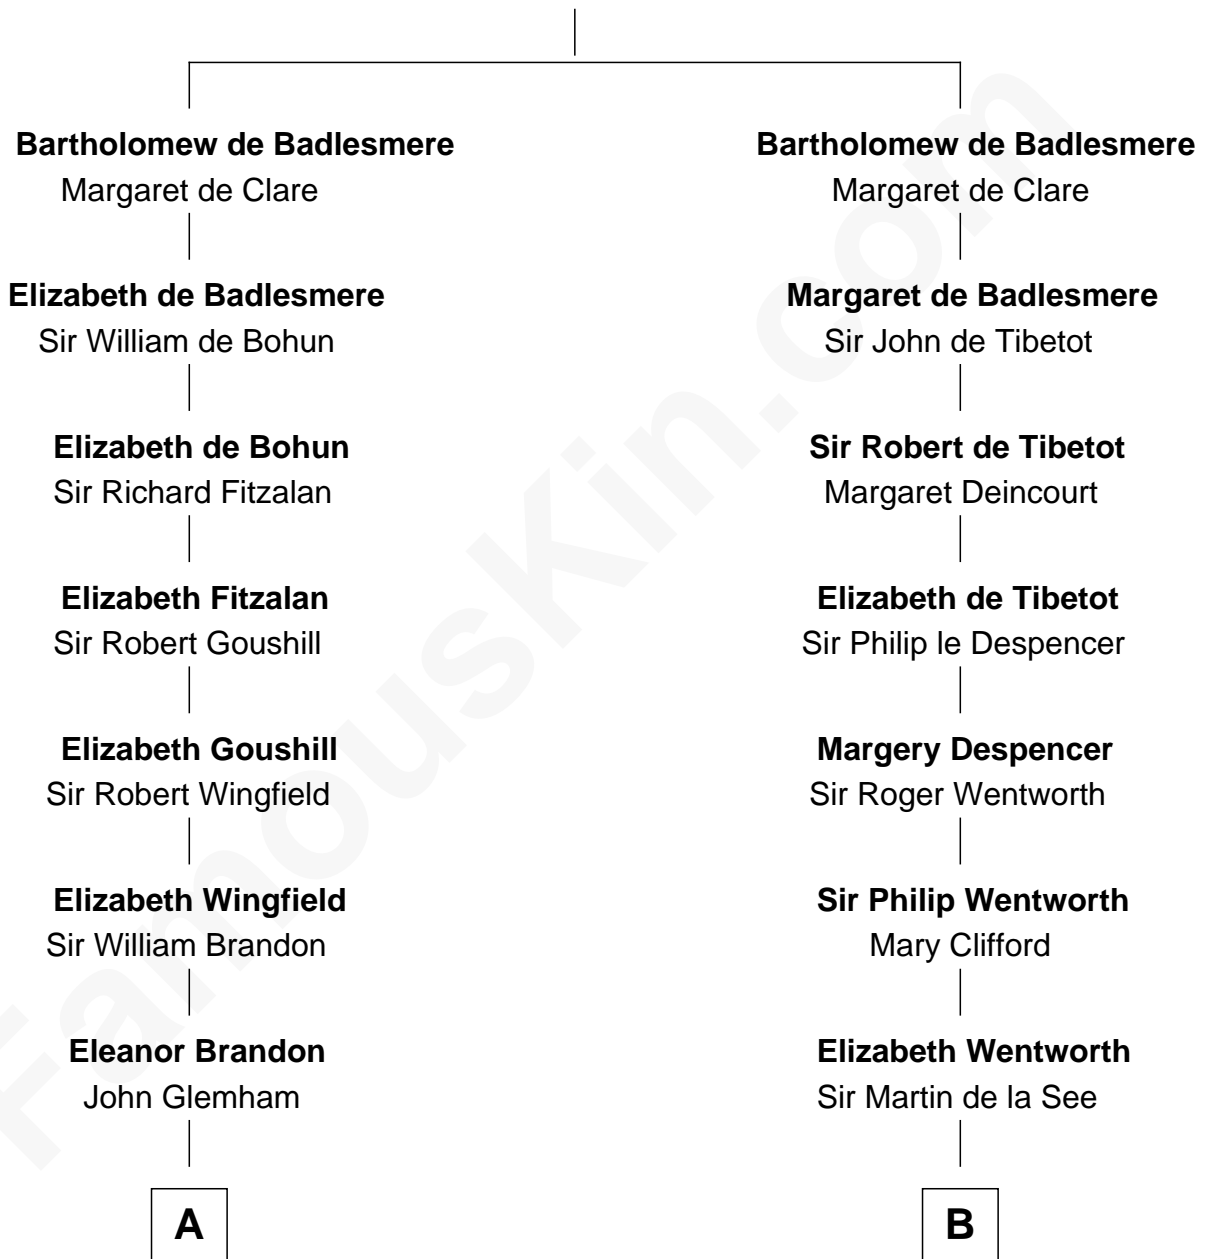 Bartholomew de Badlesmere
Margaret de Clare
Elizabeth de Badlesmere
Sir William de Bohun
Elizabeth de Bohun
Sir Richard Fitzalan
Elizabeth Fitzalan
Sir Robert Goushill
Elizabeth Goushill
Sir Robert Wingfield
Elizabeth Wingfield
Sir William Brandon
Eleanor Brandon
John Glemham
A
Bartholomew de Badlesmere
Margaret de Clare
Margaret de Badlesmere
Sir John de Tibetot
Sir Robert de Tibetot
Margaret Deincourt
Elizabeth de Tibetot
Sir Philip le Despencer
Margery Despencer
Sir Roger Wentworth
Sir Philip Wentworth
Mary Clifford
Elizabeth Wentworth
Sir Martin de la See
B
FamousKin.com